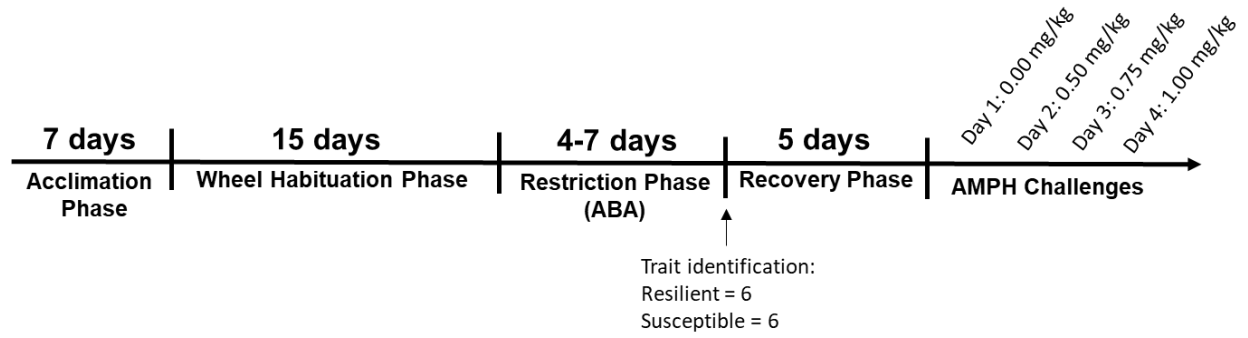 Day 1: 0.00 mg/kg
Day 2: 0.50 mg/kg
Day 3: 0.75 mg/kg
Day 4: 1.00 mg/kg
7 days
15 days
4-7 days
5 days
Acclimation
Phase
Wheel Habituation Phase
Restriction Phase
(ABA)
Recovery Phase
AMPH Challenges
Trait identification:
Resilient = 6
Susceptible = 6